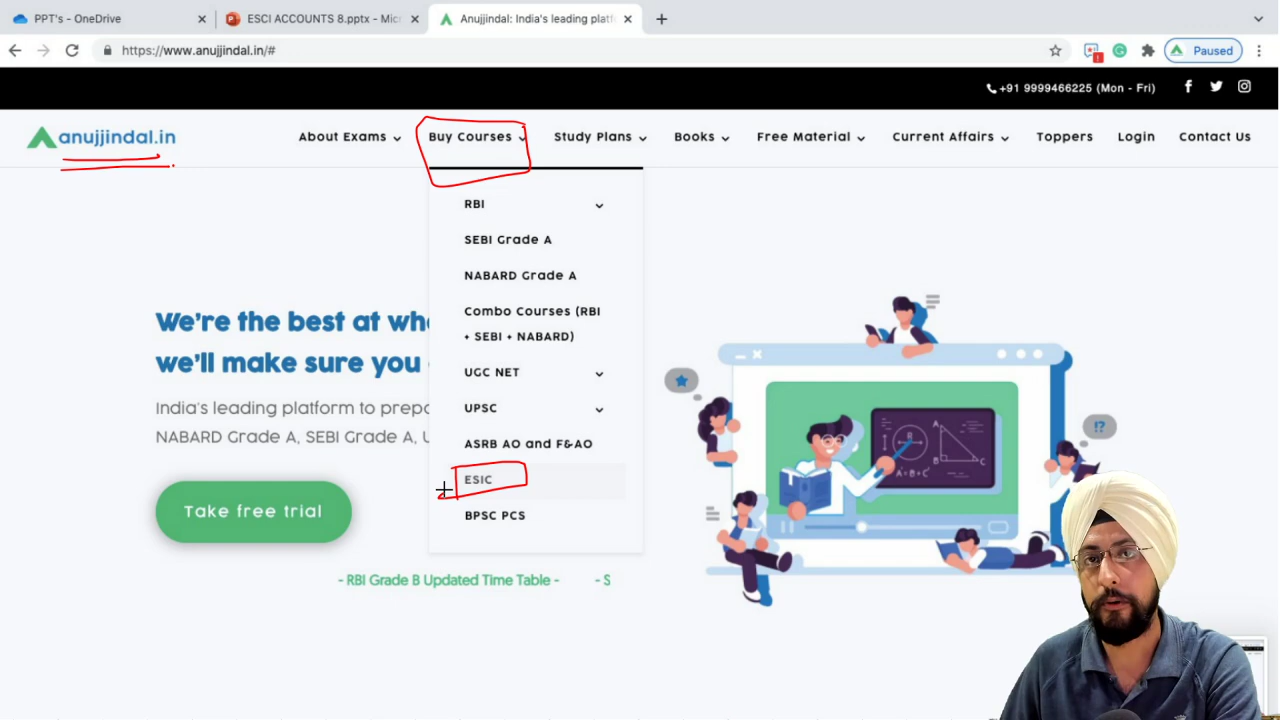 PPT's - OneDrive
ESCI ACCOUNTS 8.pptx - Mic
Anujjindal: India's leading platf
https://www.anujjindal.in/#
Paused
+91 9999466225 (Mon - Fri)
anujjindal.in
About Exams
Buy Courses
Study Plans
Books
Free Material
Current Affairs
Toppers
Login
Contact Us
RBI
SEBI Grade A
NABARD Grade A
Combo Courses (RBI
+ SEBI + NABARD)
UGC NET
UPSC
ASRB AO and F&AO
ESIC
BPSC PCS
We're the best at wh
we'll make sure you
India's leading platform to prep
NABARD Grade A, SEBI Grade A, U
Take free trial
- RBI Grade B Updated Time Table -
- S
!?
A
B
C